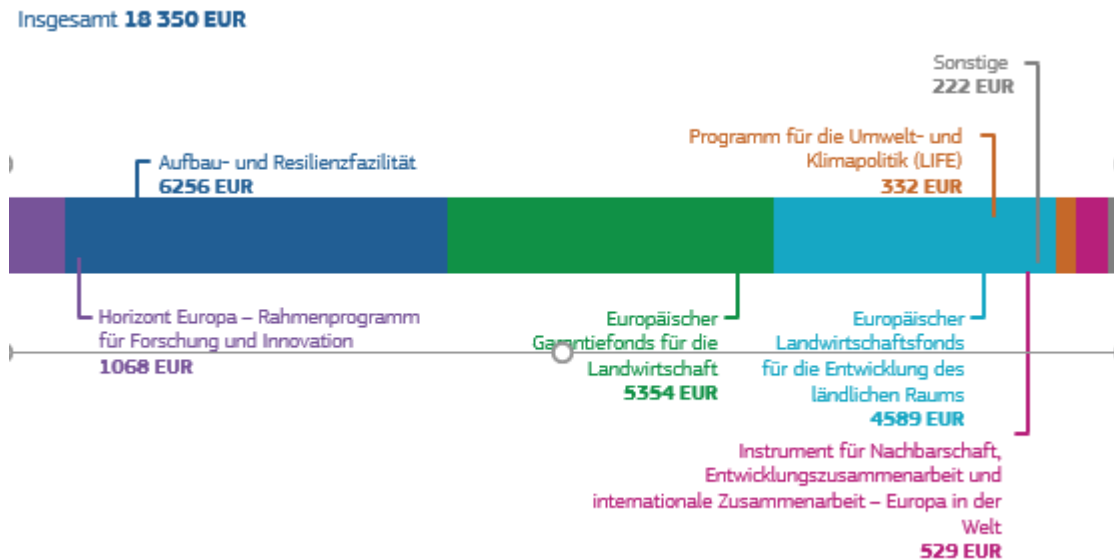 Insgesamt 18 350 EUR
Sonstige
222 EUR
Programm für die Umwelt- und
Klimapolitik (LIFE)
332 EUR
Aufbau- und Resilienzfazilität
6256 EUR
Horizont Europa – Rahmenprogramm
für Forschung und Innovation
1068 EUR
Europäischer
Garantiefonds für die
Landwirtschaft
5354 EUR
Europäischer
Landwirtschaftsfonds
für die Entwicklung des
ländlichen Raums
4589 EUR
Instrument für Nachbarschaft,
Entwicklungszusammenarbeit und
internationale Zusammenarbeit – Europa in der
Welt
529 EUR